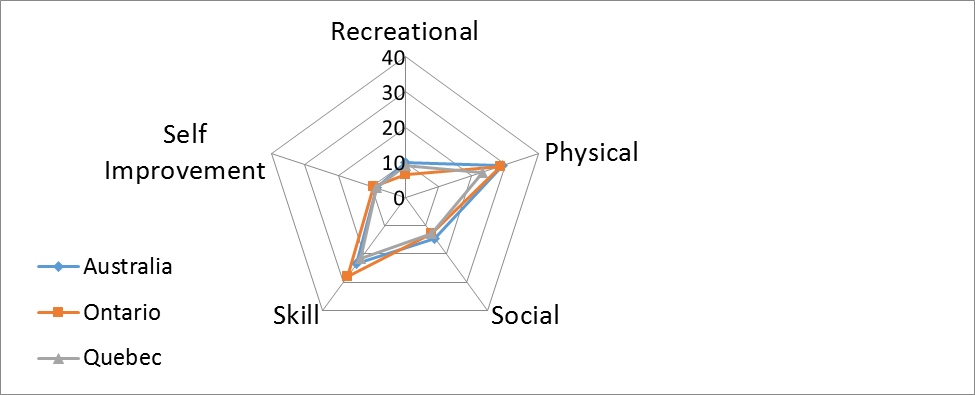 Recreational
40
30
20
10
0
Physical
Social
Skill
Self
Improvement
Australia
Ontario
Quebec